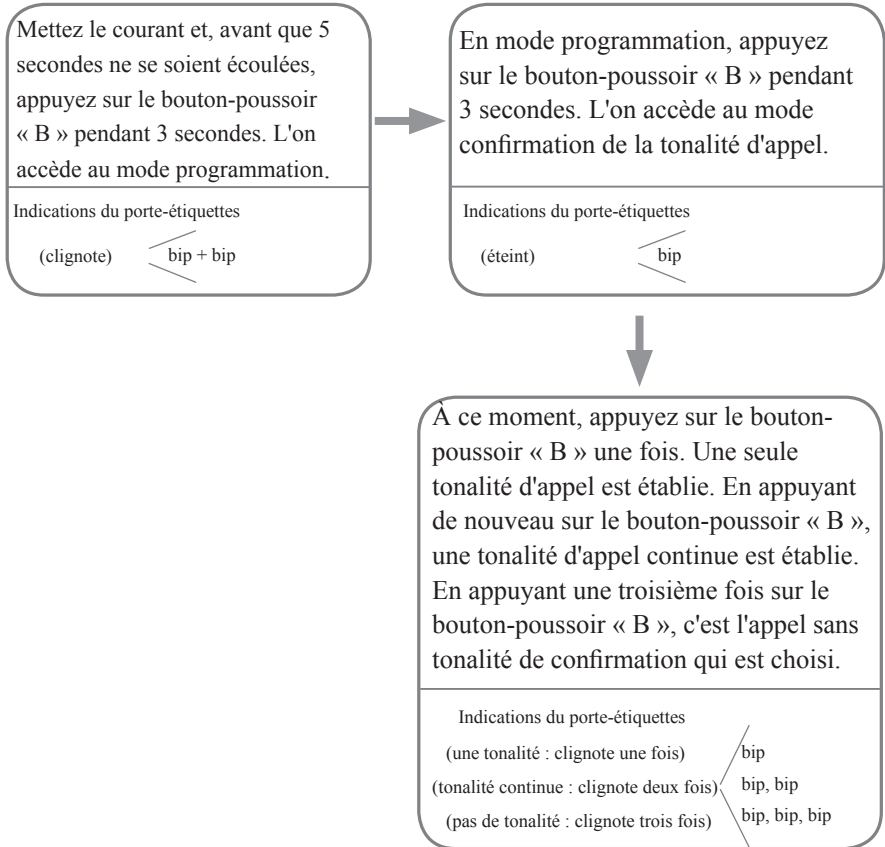 Mettez le courant et, avant que 5
secondes ne se soient écoulées,
appuyez sur le bouton-poussoir
« B » pendant 3 secondes. L'on
accède au mode programmation.
Indications du porte-étiquettes
(clignote) bip + bip
En mode programmation, appuyez
sur le bouton-poussoir « B » pendant
3 secondes. L'on accède au mode
confirmation de la tonalité d'appel.
Indications du porte-étiquettes
(éteint) bip
À ce moment, appuyez sur le bouton-
poussoir « B » une fois. Une seule
tonalité d'appel est établie. En appuyant
de nouveau sur le bouton-poussoir « B »,
une tonalité d'appel continue est établie.
En appuyant une troisième fois sur le
bouton-poussoir « B », c'est l'appel sans
tonalité de confirmation qui est choisi.
Indications du porte-étiquettes
(une tonalité : clignote une fois) bip
(tonalité continue : clignote deux fois) bip, bip
(pas de tonalité : clignote trois fois) bip, bip, bip